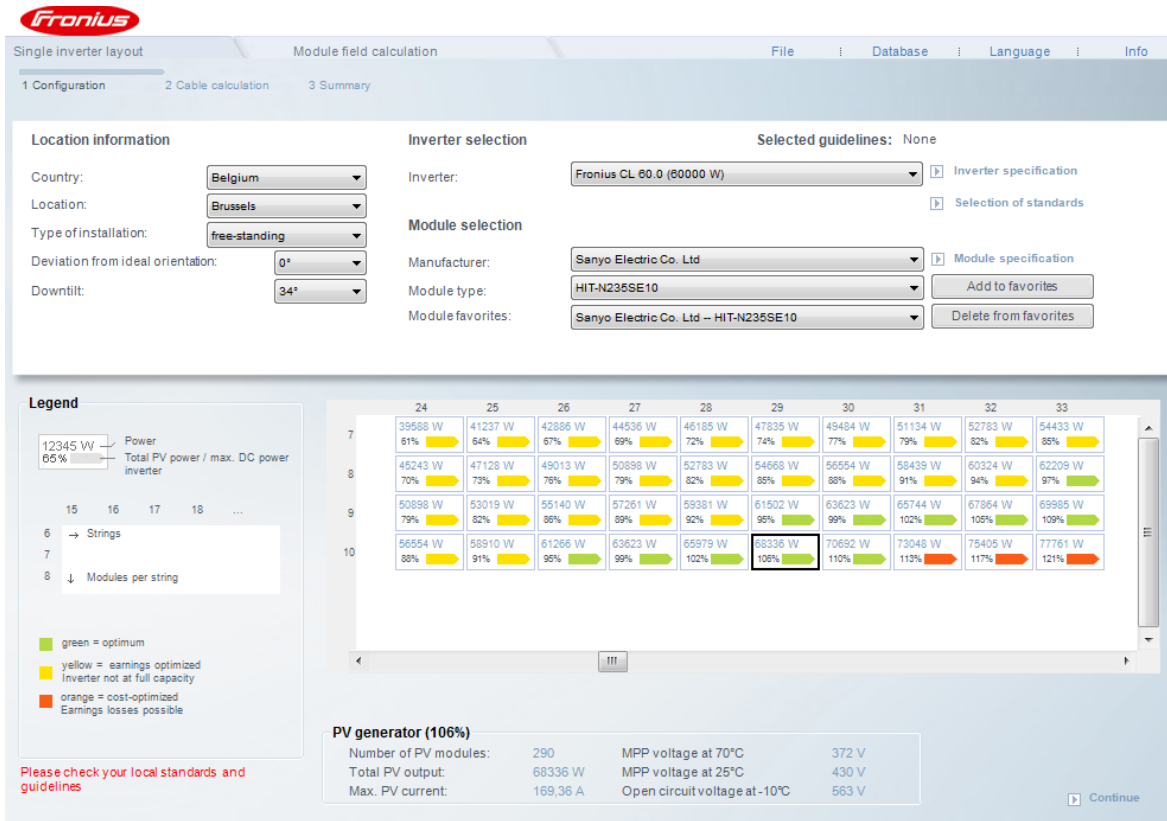 Fronius
Single inverter layout Module field calculation File Database Language Info
1 Configuration 2 Cable calculation 3 Summary
Location information Inverter selection Selected guidelines: None
Country: Belgium Inverter: Fronius CL 60.0 (60000 W) Inverter specification
Location: Brussels Selection of standards
Type of installation: free-standing Module selection
Deviation from ideal orientation: 0° Manufacturer: Sanyo Electric Co. Ltd Module specification
Downtilt: 34° Module type: HIT-N235SE10 Add to favorites
Module favorites: Sanyo Electric Co. Ltd -- HIT-N235SE10 Delete from favorites
Legend
12345 W Power
65% Total PV power / max. DC power
inverter
15 16 17 18 ...
6 → Strings
7
8 ↓ Modules per string
green = optimum
yellow = earnings optimized
Inverter not at full capacity
orange = cost-optimized
Earnings losses possible
Please check your local standards and
guidelines
24 25 26 27 28 29 30 31 32 33
7 39588 W 41237 W 42886 W 44536 W 46185 W 47835 W 49484 W 51134 W 52783 W 54433 W
61% 64% 67% 69% 72% 74% 77% 79% 82% 85%
8 45243 W 47128 W 49013 W 50898 W 52783 W 54668 W 56554 W 58439 W 60324 W 62209 W
70% 73% 76% 79% 82% 85% 88% 91% 94% 97%
9 50898 W 53019 W 55140 W 57261 W 59381 W 61502 W 63623 W 65744 W 67864 W 69985 W
79% 82% 86% 89% 92% 95% 99% 102% 105% 109%
10 56554 W 58910 W 61266 W 63623 W 65979 W 68336 W 70692 W 73048 W 75405 W 77761 W
88% 91% 95% 99% 102% 106% 110% 113% 117% 121%
PV generator (106%)
Number of PV modules: 290 MPP voltage at 70°C 372 V
Total PV output: 68336 W MPP voltage at 25°C 430 V
Max. PV current: 169,36 A Open circuit voltage at -10°C 563 V
Continue